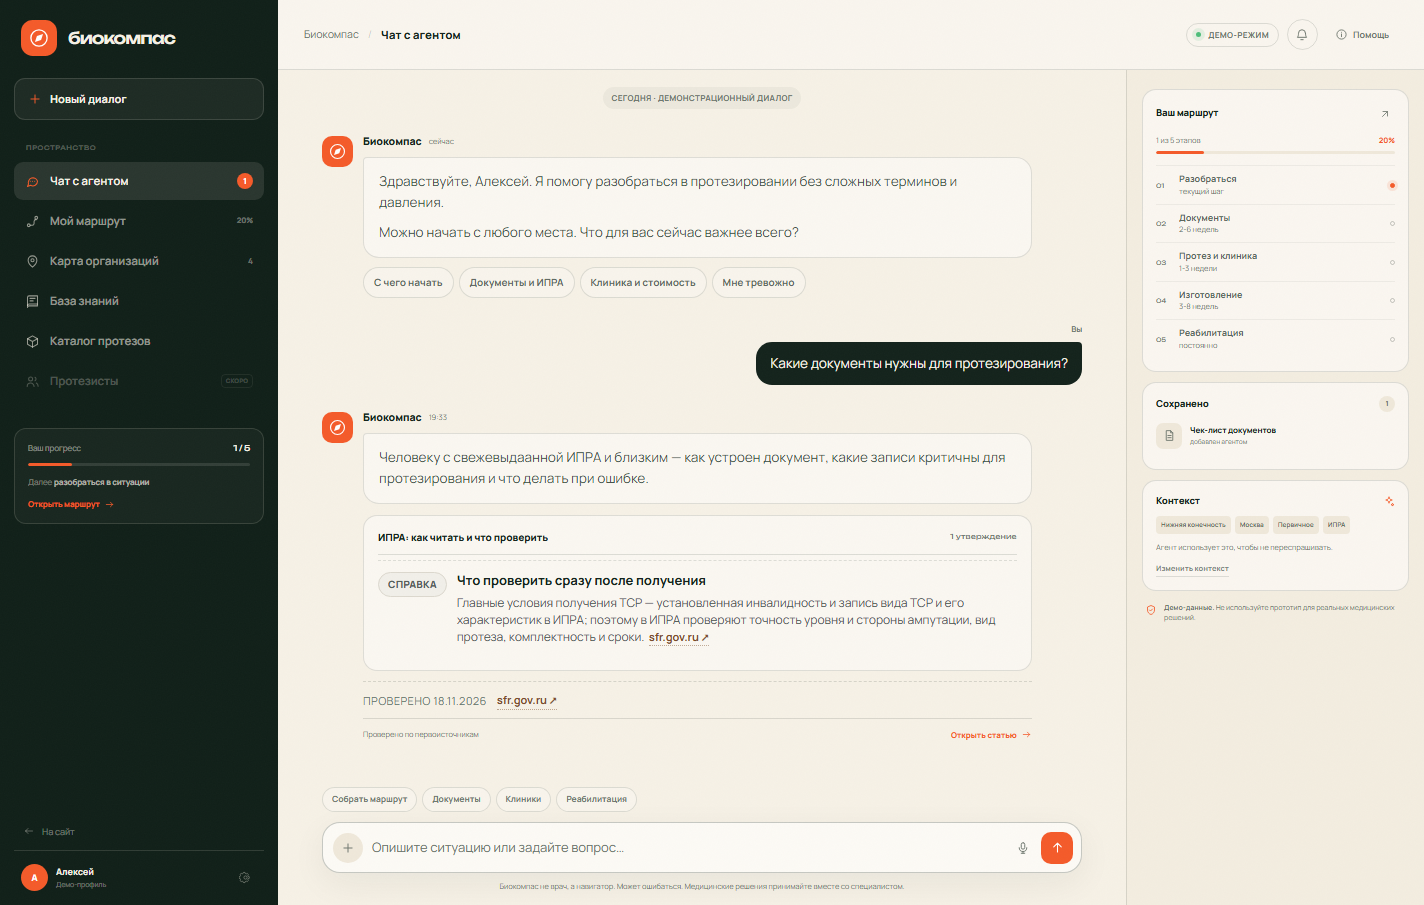 биокомпас
Новый диалог
ПРОСТРАНСТВО
Чат с агентом 1
Мой маршрут 20%
Карта организаций 4
База знаний
Каталог протезов
Протезисты СКОРО
Ваш прогресс 1/5
Далее разобраться в ситуации
Открыть маршрут →
← На сайт
А Алексей
Демо-профиль
Биокомпас / Чат с агентом
ДЕМО-РЕЖИМ
Помощь
СЕГОДНЯ · ДЕМОНСТРАЦИОННЫЙ ДИАЛОГ
Биокомпас сейчас
Здравствуйте, Алексей. Я помогу разобраться в протезировании без сложных терминов и
давления.
Можно начать с любого места. Что для вас сейчас важнее всего?
С чего начать Документы и ИПРА Клиника и стоимость Мне тревожно
Вы
Какие документы нужны для протезирования?
Биокомпас 19:33
Человеку с свежевыдаанной ИПРА и близким — как устроен документ, какие записи критичны для
протезирования и что делать при ошибке.
ИПРА: как читать и что проверить 1 утверждение
СПРАВКА Что проверить сразу после получения
Главные условия получения ТСР — установленная инвалидность и запись вида ТСР и его
характеристик в ИПРА; поэтому в ИПРА проверяют точность уровня и стороны ампутации, вид
протеза, комплектность и сроки. sfr.gov.ru ↗
ПРОВЕРЕНО 18.11.2026 sfr.gov.ru ↗
Проверено по первоисточникам Открыть статью →
Собрать маршрут Документы Клиники Реабилитация
Опишите ситуацию или задайте вопрос...
Биокомпас не врач, а навигатор. Может ошибаться. Медицинские решения принимайте вместе со специалистом.
Ваш маршрут
1 из 5 этапов 20%
01 Разобраться
текущий шаг
02 Документы
2-6 недель
03 Протез и клиника
1-3 недели
04 Изготовление
3-8 недель
05 Реабилитация
постоянно
Сохранено 1
Чек-лист документов
добавлен агентом
Контекст
Нижняя конечность Москва Первичное ИПРА
Агент использует это, чтобы не переспрашивать.
Изменить контекст
Демо-данные. Не используйте прототип для реальных медицинских
решений.